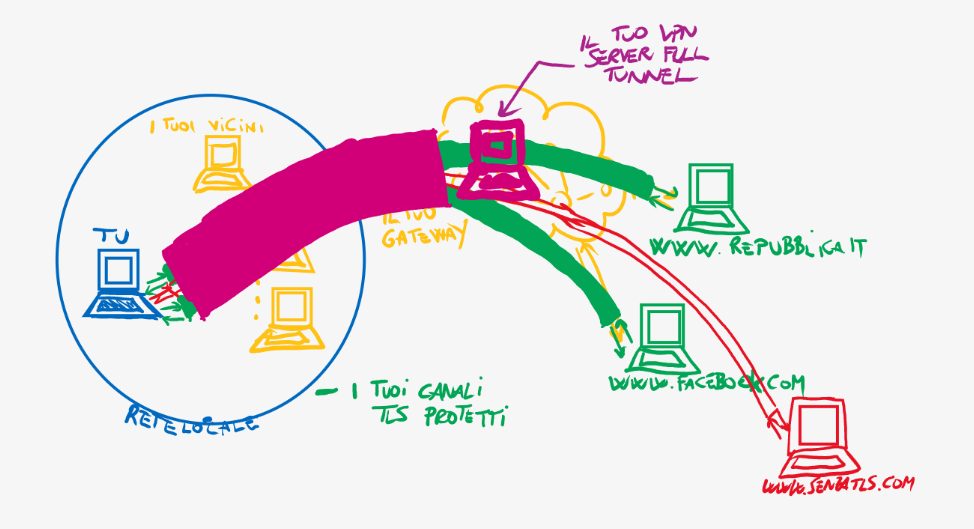 IL TUO VPN
SERVER FULL
TUNNEL
I TUOI VICINI
TU
IL TUO
GATEWAY
WWW.REPUBBLICA.IT
WWW.FACEBOOK.COM
- I TUOI CANALI
TLS PROTETTI
RETE LOCALE
WWW.SENZATLS.COM